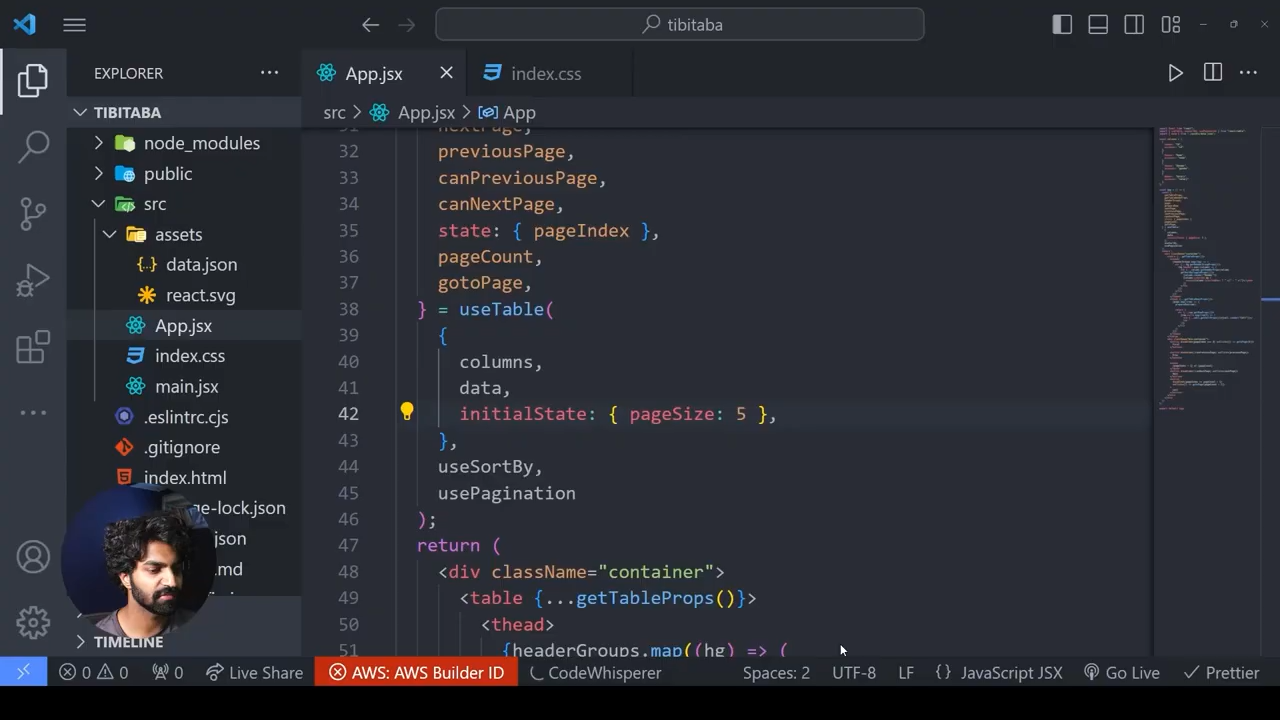 tibitaba
EXPLORER
App.jsx
index.css
TIBITABA
src
App.jsx
App
node_modules
public
src
assets
data.json
react.svg
App.jsx
index.css
main.jsx
.eslintrc.cjs
.gitignore
index.html
ge-lock.json
.json
.md
TIMELINE
31 nextPage,
32 previousPage,
33 canPreviousPage,
34 canNextPage,
35 state: { pageIndex },
36 pageCount,
37 gotoPage,
38 } = useTable(
39 {
40 columns,
41 data,
42 initialState: { pageSize: 5 },
43 },
44 useSortBy,
45 usePagination
46 );
47 return (
48 <div className="container">
49 <table {...getTableProps()}>
50 <thead>
51 {headerGroups.map((hg) => (
0 0 0 Live Share AWS: AWS Builder ID CodeWhisperer Spaces: 2 UTF-8 LF {} JavaScript JSX Go Live Prettier